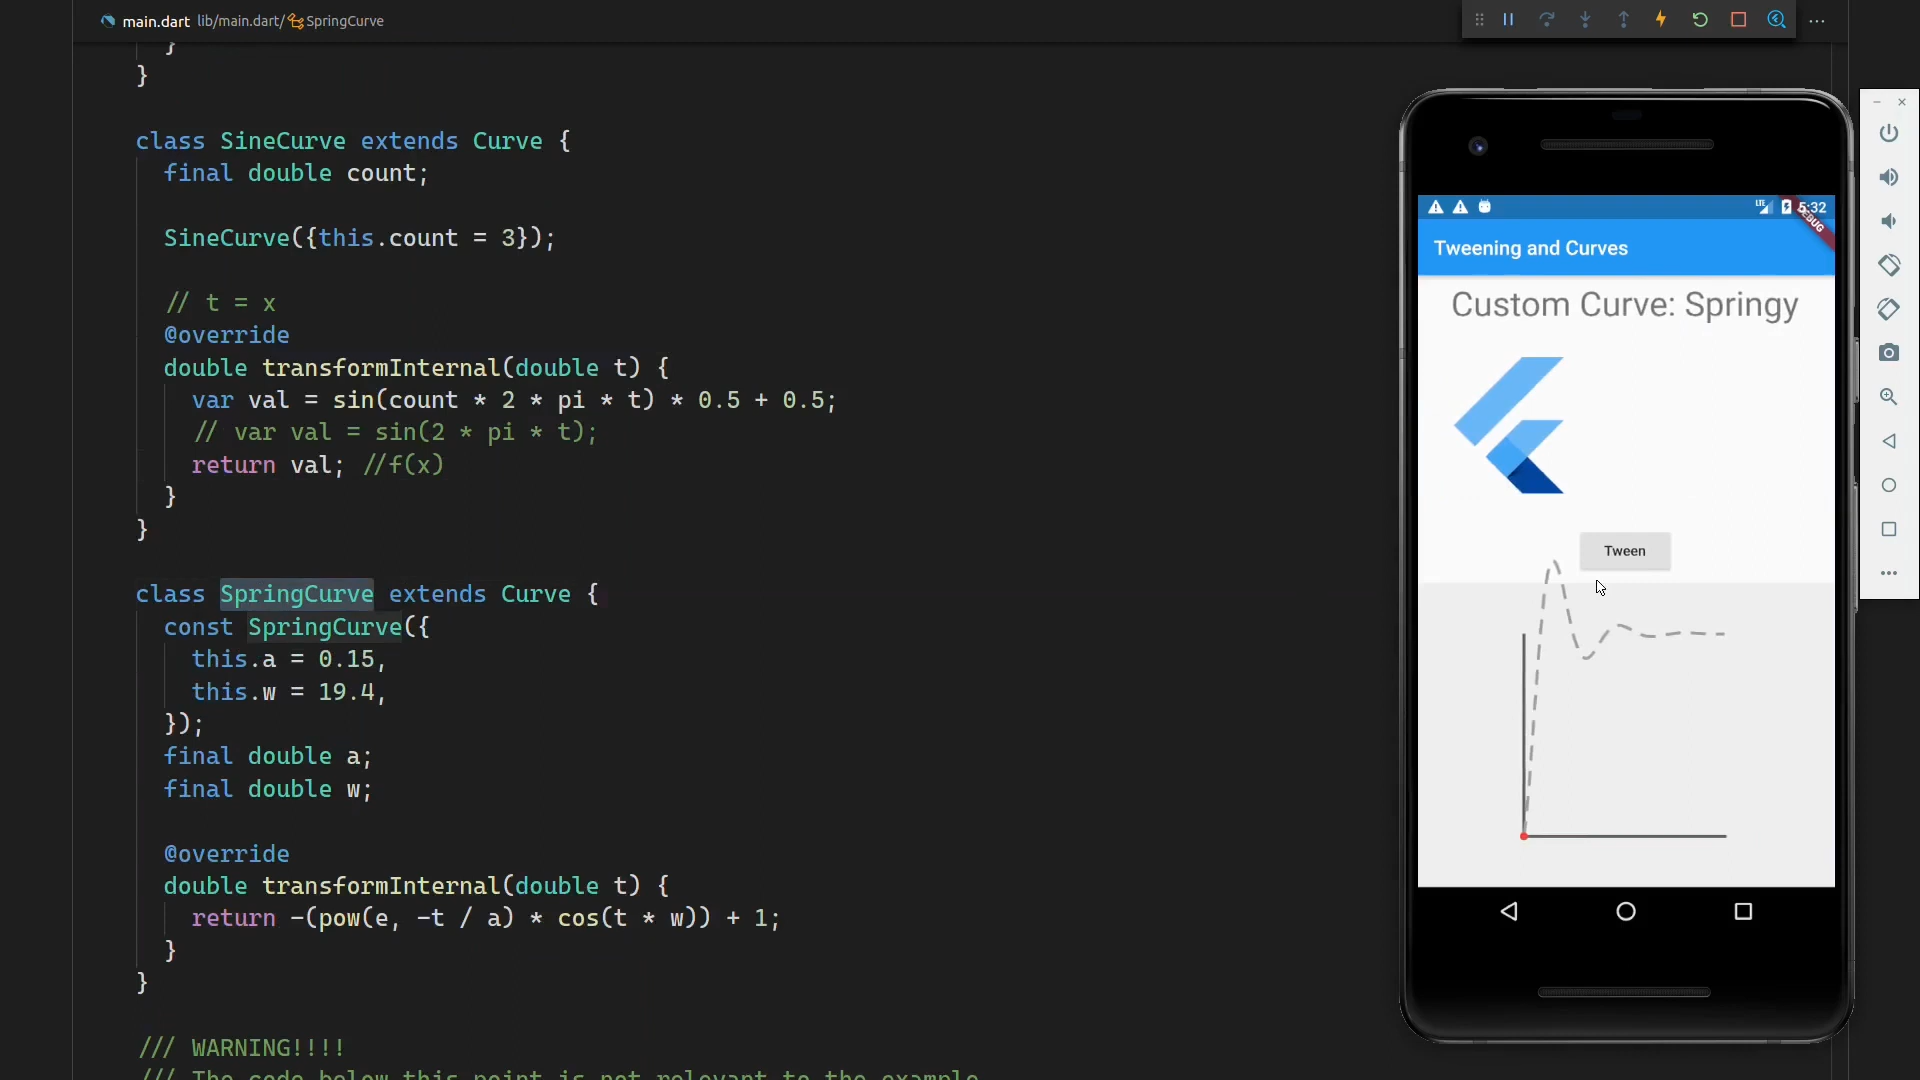 main.dart lib/main.dart/ SpringCurve
}
}
class SineCurve extends Curve {
final double count;
SineCurve({this.count = 3});
// t = x
@override
double transformInternal(double t) {
var val = sin(count * 2 * pi * t) * 0.5 + 0.5;
// var val = sin(2 * pi * t);
return val; //f(x)
}
}
class SpringCurve extends Curve {
const SpringCurve({
this.a = 0.15,
this.w = 19.4,
});
final double a;
final double w;
@override
double transformInternal(double t) {
return -(pow(e, -t / a) * cos(t * w)) + 1;
}
}
/// WARNING!!!!
/// The code below this point is not relevant to the example
LTE 5:32
DEBUG
Tweening and Curves
Custom Curve: Springy
Tween